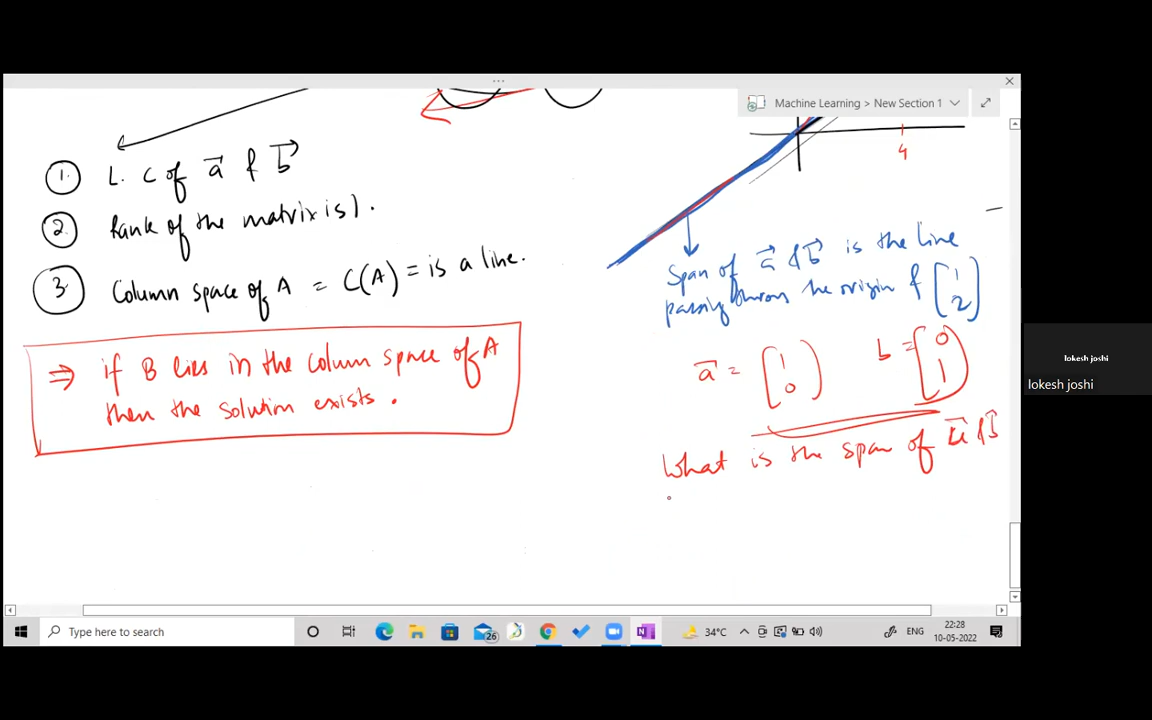 Machine Learning > New Section 1
4
① L. C of a⃗ & b⃗
② Rank of the matrix is 1.
③ Column space of A = C(A) = is a line.
⇒ if B lies in the column space of A
then the solution exists.
Span of a⃗ & b⃗ is the line
passing the origin & [1 2]
a⃗ = [1 0] b = [0 1]
What is the span of & b⃗
lokesh joshi
lokesh joshi
Type here to search
26
34°C
ENG
22:28
10-05-2022